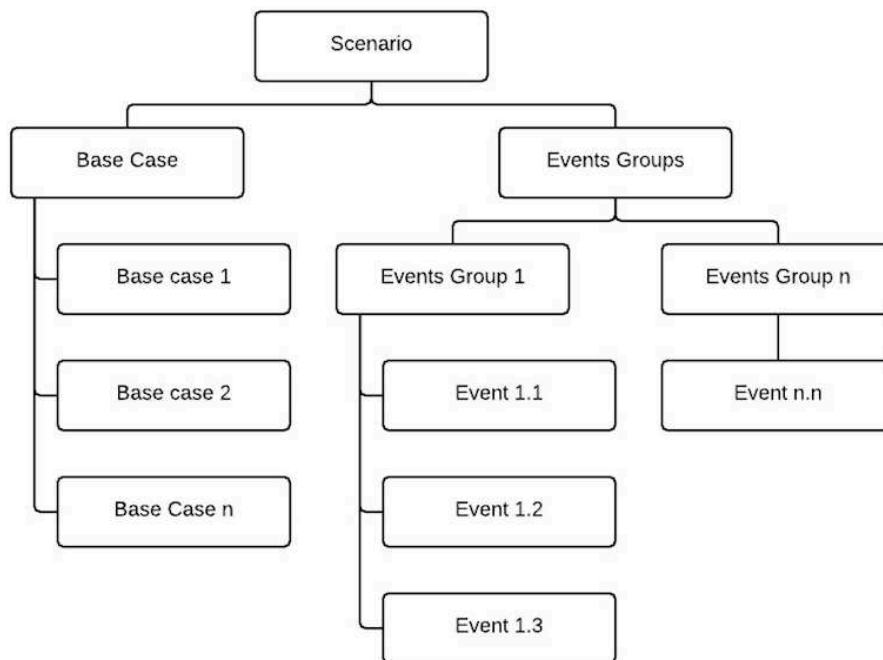 Scenario
Base Case
Events Groups
Base case 1
Events Group 1
Events Group n
Base case 2
Event 1.1
Event n.n
Base Case n
Event 1.2
Event 1.3